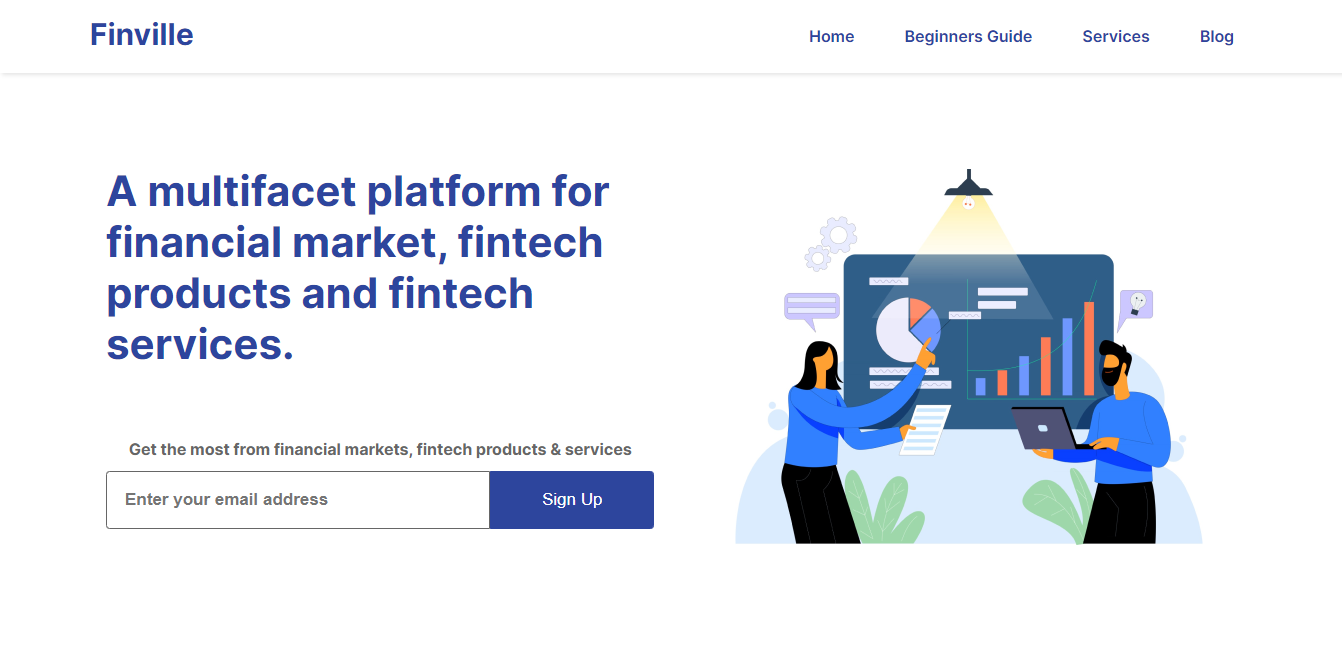 Finville
Home
Beginners Guide
Services
Blog
A multifacet platform for
financial market, fintech
products and fintech
services.
Get the most from financial markets, fintech products & services
Enter your email address
Sign Up